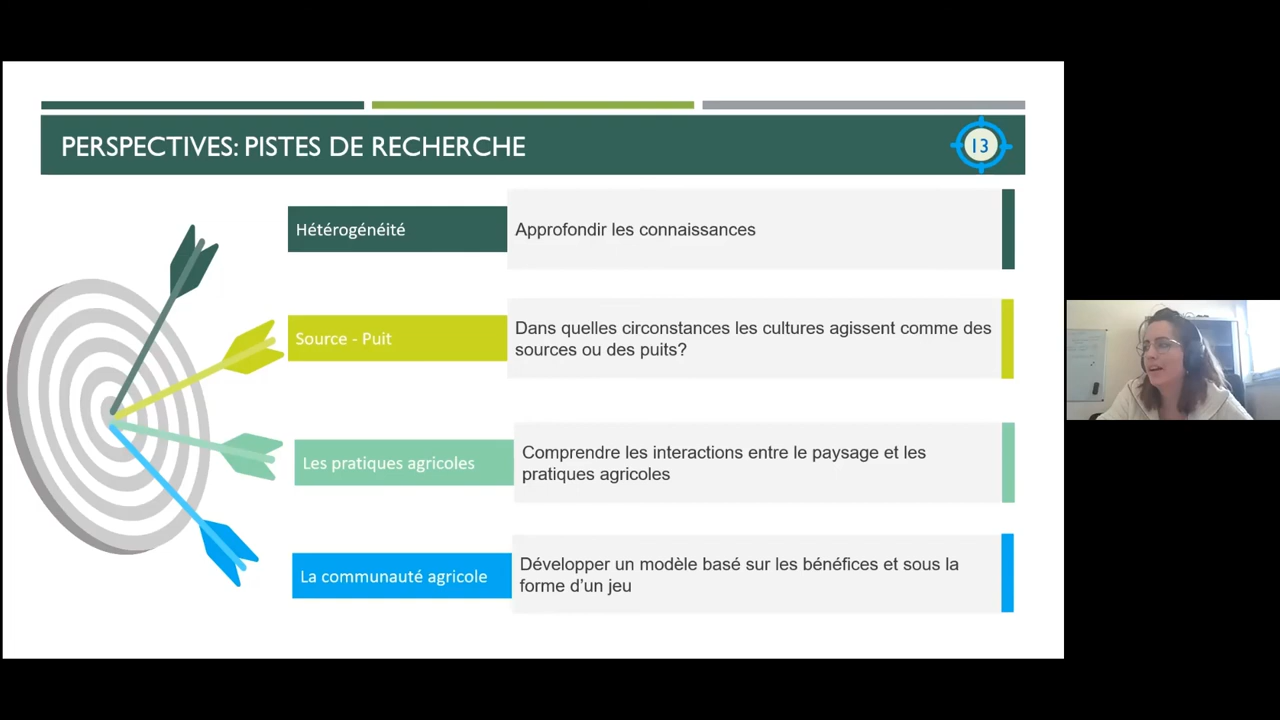 PERSPECTIVES: PISTES DE RECHERCHE
13
Hétérogénéité
Approfondir les connaissances
Source - Puit
Dans quelles circonstances les cultures agissent comme des
sources ou des puits?
Les pratiques agricoles
Comprendre les interactions entre le paysage et les
pratiques agricoles
La communauté agricole
Développer un modèle basé sur les bénéfices et sous la
forme d'un jeu